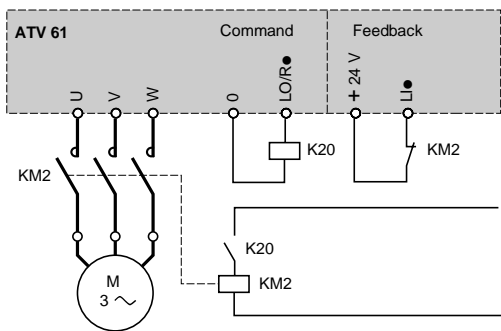 ATV 61 Command Feedback
U V W 0 LO/R● + 24 V LI●
K20 KM2
KM2
K20
KM2
M
3